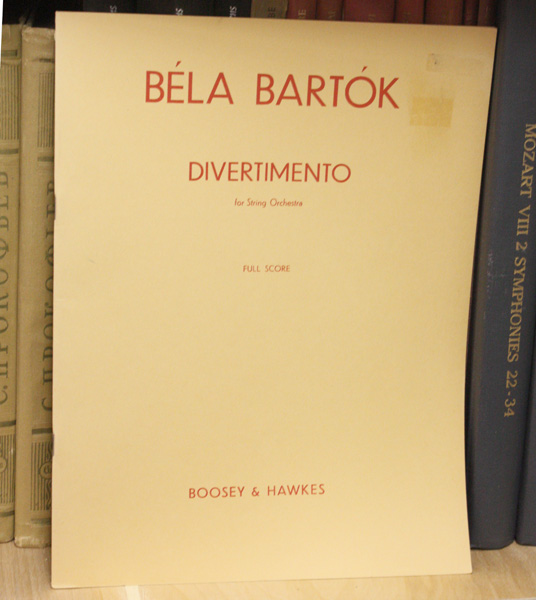 BÉLA BARTÓK
DIVERTIMENTO
for String Orchestra
FULL SCORE
BOOSEY & HAWKES
С. ПРОКОФЬЕВ
С. ПРОКОФЬЕВ
MOZART VIII 2 SYMPHONIES 22-34